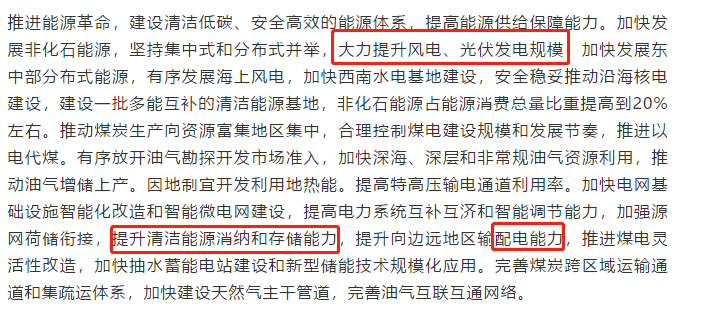 推进能源革命，建设清洁低碳、安全高效的能源体系，提高能源供给保障能力。加快发
展非化石能源，坚持集中式和分布式并举，大力提升风电、光伏发电规模 加快发展东
中部分布式能源，有序发展海上风电，加快西南水电基地建设，安全稳妥推动沿海核电
建设，建设一批多能互补的清洁能源基地，非化石能源占能源消费总量比重提高到20%
左右。推动煤炭生产向资源富集地区集中，合理控制煤电建设规模和发展节奏，推进以
电代煤。有序放开油气勘探开发市场准入，加快深海、深层和非常规油气资源利用，推
动油气增储上产。因地制宜开发利用地热能。提高特高压输电通道利用率。加快电网基
础设施智能化改造和智能微电网建设，提高电力系统互补互济和智能调节能力，加强源
网荷储衔接，提升清洁能源消纳和存储能力，提升向边远地区输配电能力，推进煤电灵
活性改造，加快抽水蓄能电站建设和新型储能技术规模化应用。完善煤炭跨区域运输通
道和集疏运体系，加快建设天然气主干管道，完善油气互联互通网络。